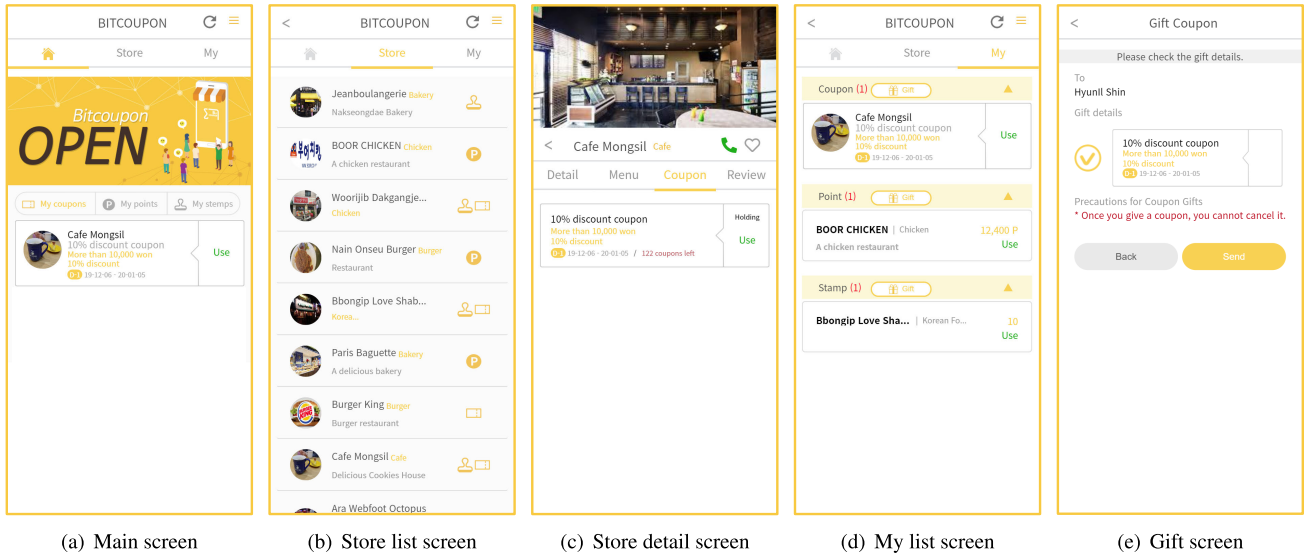 BITCOUPON
Store
My
Bitcoupon
OPEN
My coupons
P My points
My stemps
Cafe Mongsil
10% discount coupon
More than 10,000 won
10% discount
D-1 19-12-06 - 20-01-05
Use
(a) Main screen
< BITCOUPON
Store
My
Jeanboulangerie Bakery
Nakseongdae Bakery
BOOR CHICKEN Chicken
A chicken restaurant
P
Woorijib Dakgangje...
Chicken
Nain Onseu Burger Burger
Restaurant
P
Bbongip Love Shab...
Korea...
Paris Baguette Bakery
A delicious bakery
P
BURGER KING
Burger King Burger
Burger restaurant
Cafe Mongsil Cafe
Delicious Cookies House
Ara Webfoot Octopus
(b) Store list screen
< Cafe Mongsil Cafe
Detail
Menu
Coupon
Review
10% discount coupon
More than 10,000 won
10% discount
D-1 19-12-06 - 20-01-05 / 122 coupons left
Holding
Use
(c) Store detail screen
< BITCOUPON
Store
My
Coupon (1) Gift
Cafe Mongsil
10% discount coupon
More than 10,000 won
10% discount
D-1 19-12-06 - 20-01-05
Use
Point (1)
BOOR CHICKEN | Chicken
A chicken restaurant
12,400 P
Use
Stamp (1) Gift
Bbongip Love Sha... | Korean Fo...
10
Use
(d) My list screen
< Gift Coupon
Please check the gift details.
To
HyunIl Shin
Gift details
10% discount coupon
More than 10,000 won
10% discount
D-1 19-12-06 - 20-01-05
Precautions for Coupon Gifts
* Once you give a coupon, you cannot cancel it.
Back
Send
(e) Gift screen